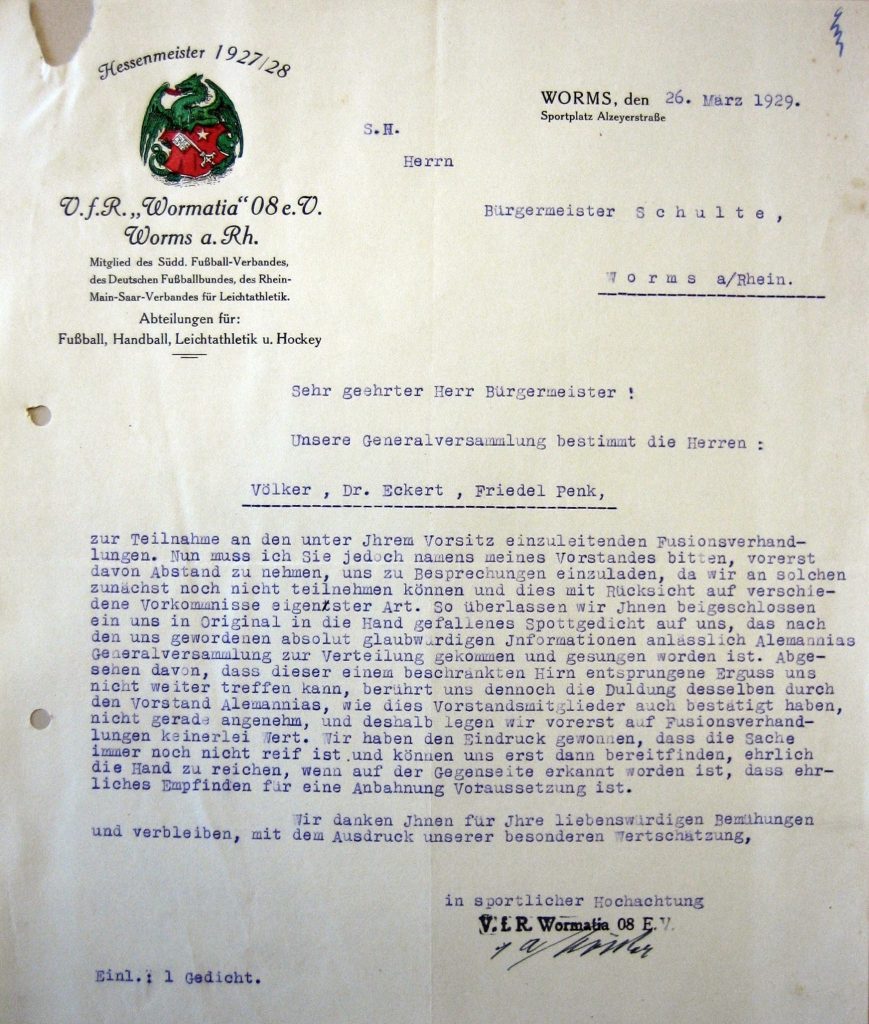 Hessenmeister 1927/28
V.f.R. „Wormatia“ 08 e.V.
Worms a. Rh.
Mitglied des Südd. Fußball-Verbandes,
des Deutschen Fußballbundes, des Rhein-
Main-Saar-Verbandes für Leichtathletik.
Abteilungen für:
Fußball, Handball, Leichtathletik u. Hockey
WORMS, den 26. März 1929.
Sportplatz Alzeyerstraße
S.H.
Herrn
Bürgermeister Schulte,
Worms a/Rhein.
Sehr geehrter Herr Bürgermeister !
Unsere Generalversammlung bestimmt die Herren :
Völker , Dr. Eckert , Friedel Penk,
zur Teilnahme an den unter Jhrem Vorsitz einzuleitenden Fusionsverhand-
lungen. Nun muss ich Sie jedoch namens meines Vorstandes bitten, vorerst
davon Abstand zu nehmen, uns zu Besprechungen einzuladen, da wir an solchen
zunächst noch nicht teilnehmen können und dies mit Rücksicht auf verschie-
dene Vorkommnisse eigenster Art. So überlassen wir Jhnen beigeschlossen
ein uns in Original in die Hand gefallenes Spottgedicht auf uns, das nach
den uns gewordenen absolut glaubwürdigen Jnformationen anlässlich Alemannias
Generalversammlung zur Verteilung gekommen und gesungen worden ist. Abge-
sehen davon, dass dieser einem beschränkten Hirn entsprungene Erguss uns
nicht weiter treffen kann, berührt uns dennoch die Duldung desselben durch
den Vorstand Alemannias, wie dies Vorstandsmitglieder auch bestätigt haben,
nicht gerade angenehm, und deshalb legen wir vorerst auf Fusionsverhand-
lungen keinerlei Wert. Wir haben den Eindruck gewonnen, dass die Sache
immer noch nicht reif ist und können uns erst dann bereitfinden, ehrlich
die Hand zu reichen, wenn auf der Gegenseite erkannt worden ist, dass ehr-
liches Empfinden für eine Anbahnung Voraussetzung ist.
Wir danken Jhnen für Jhre liebenswürdigen Bemühungen
und verbleiben, mit dem Ausdruck unserer besonderen Wertschätzung,
in sportlicher Hochachtung
V.f.R. Wormatia 08 E.V.
Einl.: 1 Gedicht.